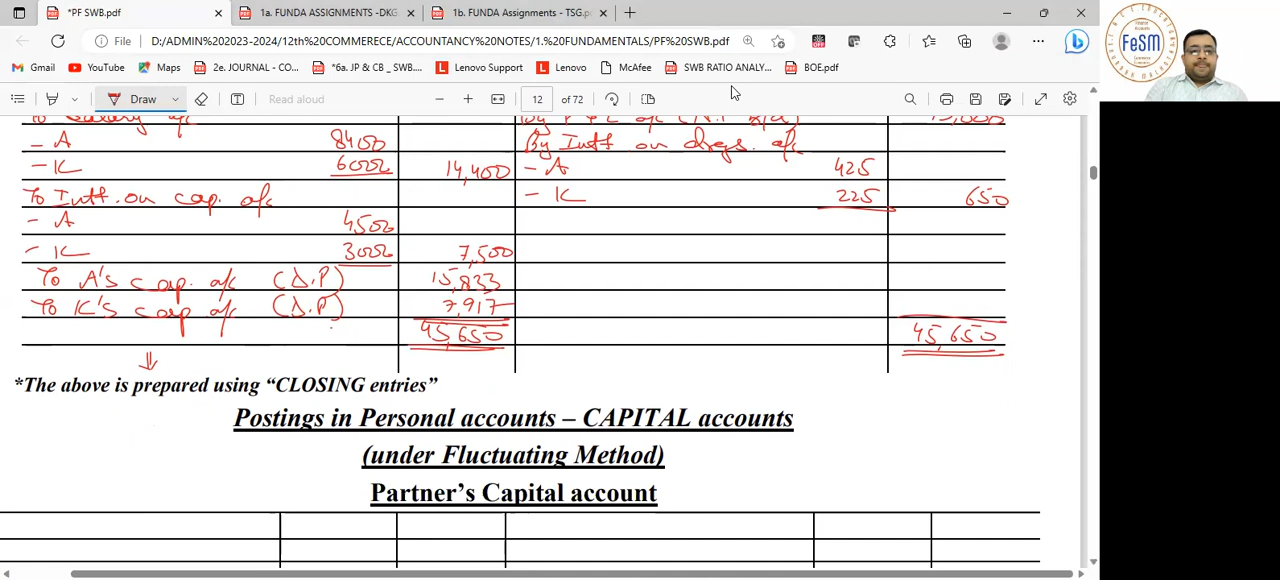 *PF SWB.pdf
1a. FUNDA ASSIGNMENTS -DKG
1b. FUNDA Assignments - TSG.p
File D:/ADMIN%202023-2024/12th%20COMMERECE/ACCOUNTANCE%20NOTES/1.%20FUNDAMENTALS/PF%20SWB.pdf
Gmail YouTube Maps 2e. JOURNAL - CO... *6a. JP & CB _ SWB.... Lenovo Support Lenovo McAfee SWB RATIO ANALY... BOE.pdf
Draw Read aloud 12 of 72
FeSM
To Salary a/c
- A 8400
- K 6000 14,400
To Intt. on cap. a/c
- A 4500
- K 3000 7,500
To A's cap. a/c (D.P) 15,833
To K's cap a/c (D.P) 7,917
45,650
By Intt on drgs. a/c
- A 425
- K 225 650
45,650
*The above is prepared using “CLOSING entries”
Postings in Personal accounts – CAPITAL accounts
(under Fluctuating Method)
Partner’s Capital account